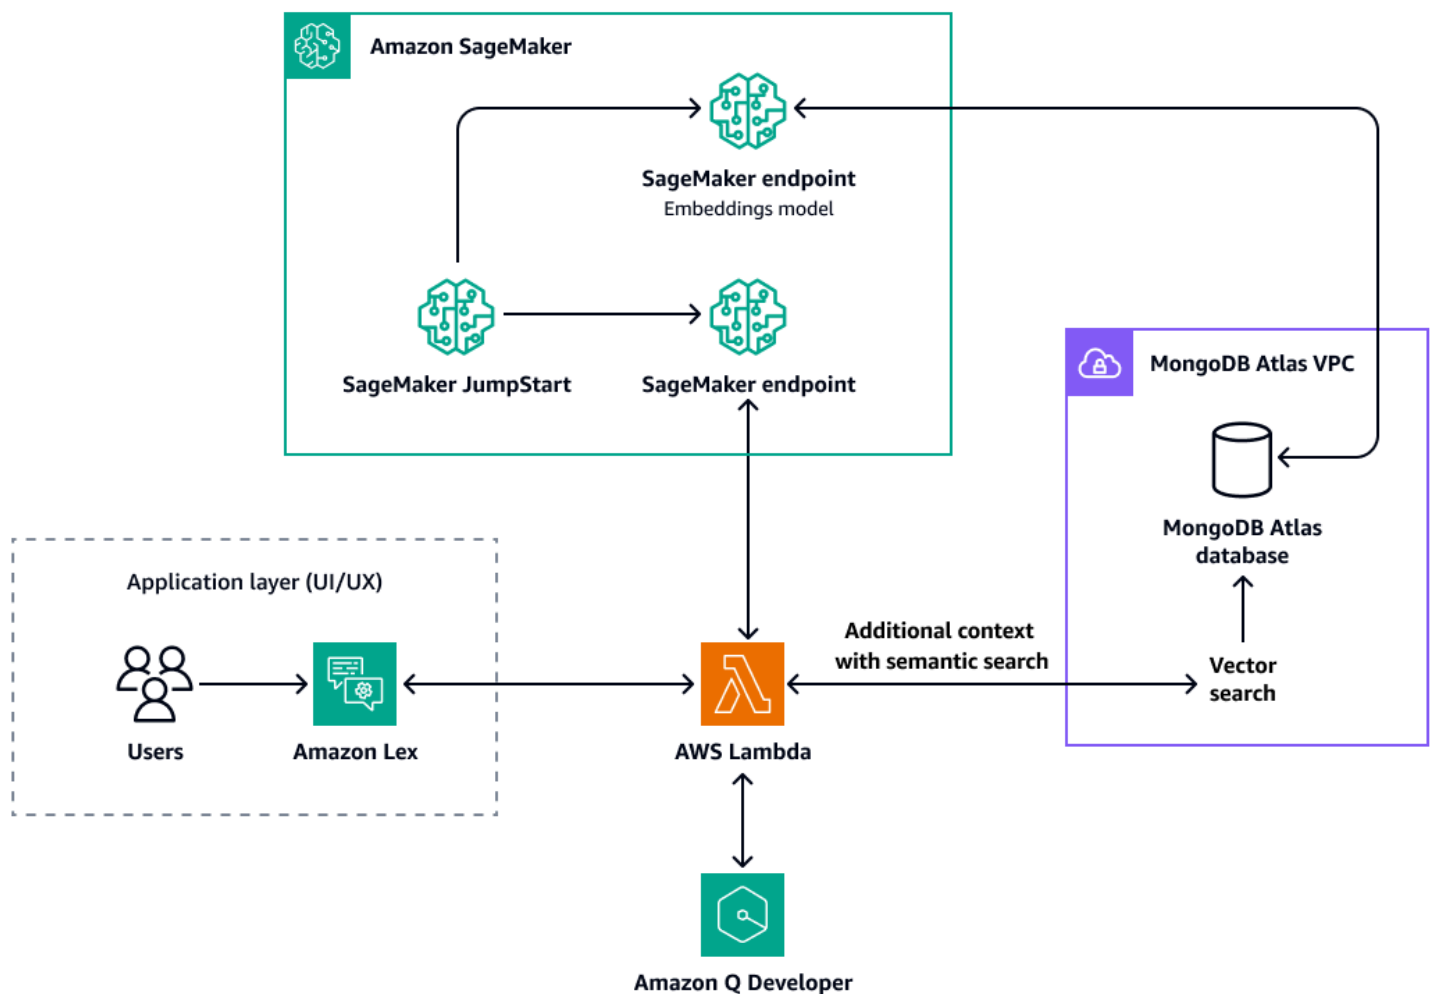 Amazon SageMaker
SageMaker endpoint
Embeddings model
SageMaker JumpStart
SageMaker endpoint
MongoDB Atlas VPC
MongoDB Atlas
database
Application layer (UI/UX)
Additional context
with semantic search
Vector
search
Users
Amazon Lex
AWS Lambda
Amazon Q Developer